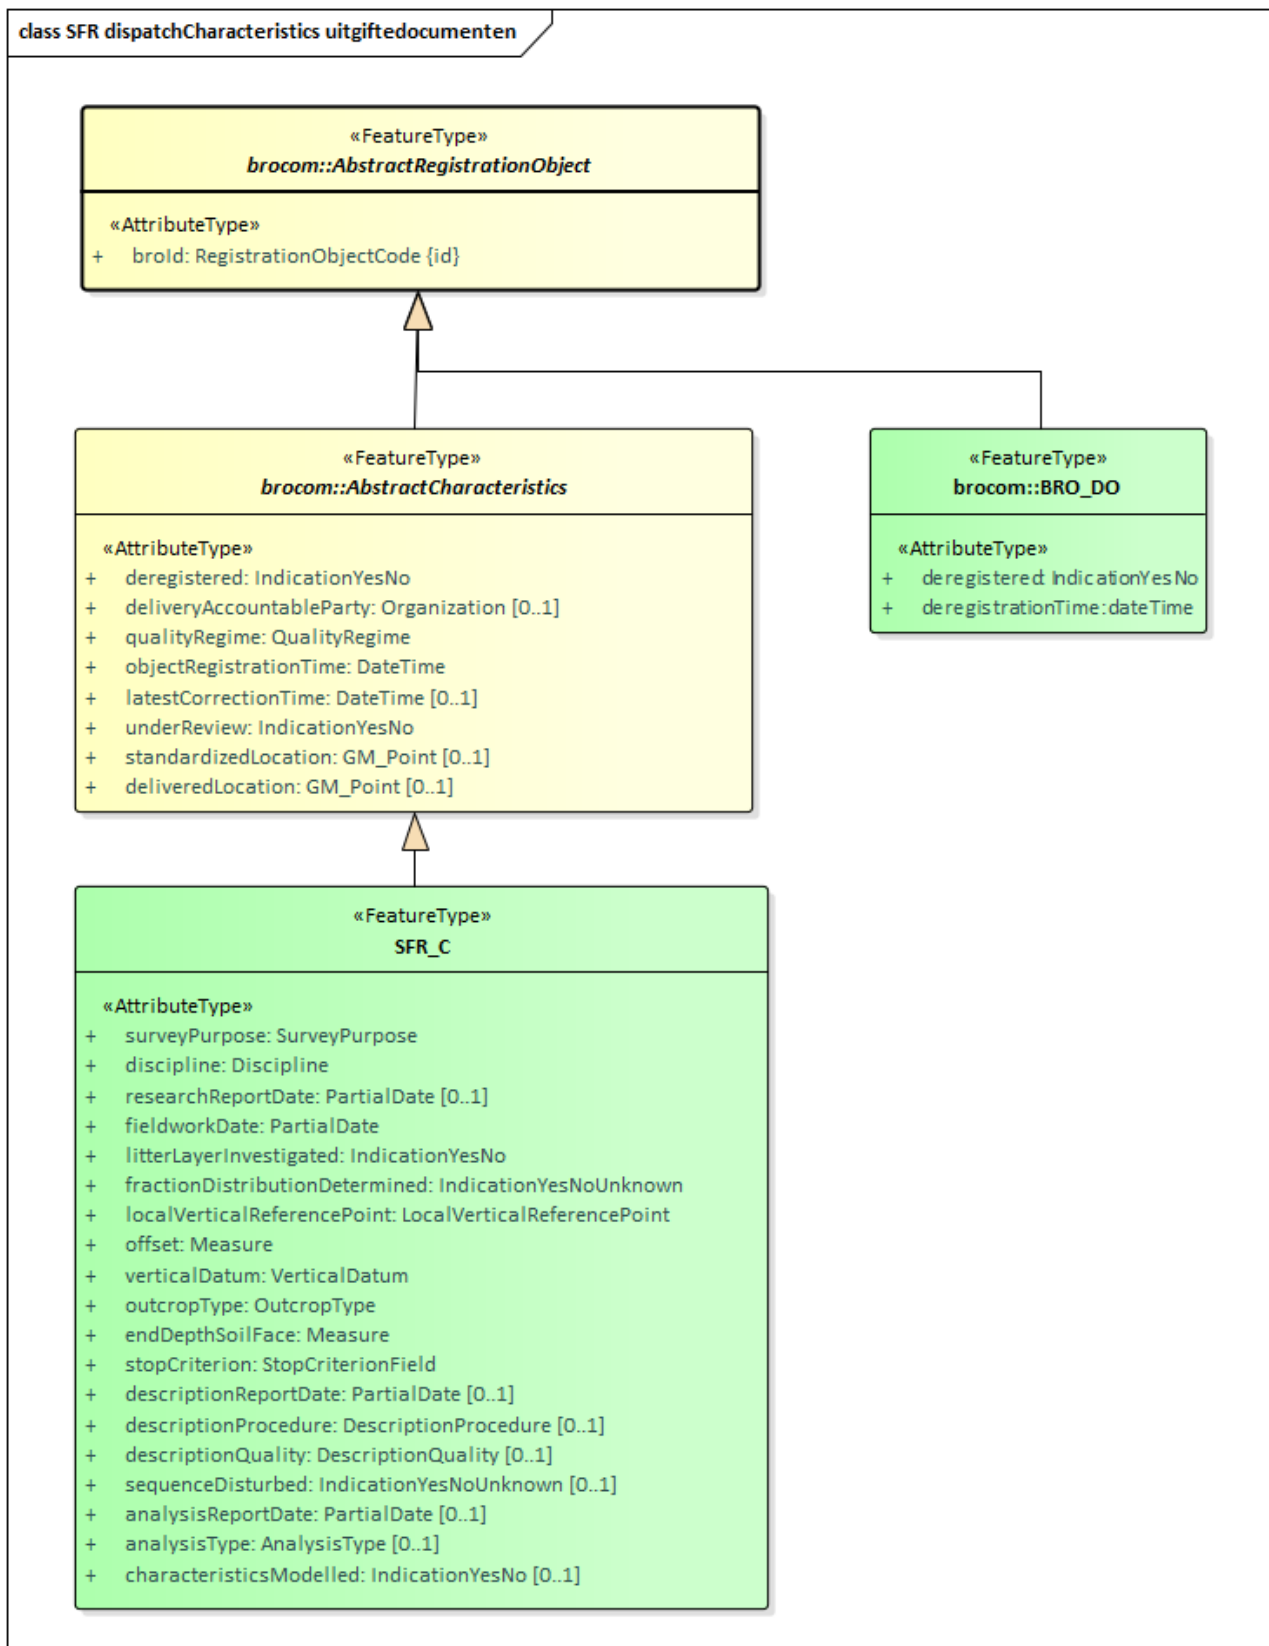 class SFR dispatchCharacteristics uitgiftedocumenten
«FeatureType»
brocom::AbstractRegistrationObject
«AttributeType»
+ broId: RegistrationObjectCode {id}
«FeatureType»
brocom::AbstractCharacteristics
«AttributeType»
+ deregistered: IndicationYesNo
+ deliveryAccountableParty: Organization [0..1]
+ qualityRegime: QualityRegime
+ objectRegistrationTime: DateTime
+ latestCorrectionTime: DateTime [0..1]
+ underReview: IndicationYesNo
+ standardizedLocation: GM_Point [0..1]
+ deliveredLocation: GM_Point [0..1]
«FeatureType»
brocom::BRO_DO
«AttributeType»
+ deregistered: IndicationYesNo
+ deregistrationTime:dateTime
«FeatureType»
SFR_C
«AttributeType»
+ surveyPurpose: SurveyPurpose
+ discipline: Discipline
+ researchReportDate: PartialDate [0..1]
+ fieldworkDate: PartialDate
+ litterLayerInvestigated: IndicationYesNo
+ fractionDistributionDetermined: IndicationYesNoUnknown
+ localVerticalReferencePoint: LocalVerticalReferencePoint
+ offset: Measure
+ verticalDatum: VerticalDatum
+ outcropType: OutcropType
+ endDepthSoilFace: Measure
+ stopCriterion: StopCriterionField
+ descriptionReportDate: PartialDate [0..1]
+ descriptionProcedure: DescriptionProcedure [0..1]
+ descriptionQuality: DescriptionQuality [0..1]
+ sequenceDisturbed: IndicationYesNoUnknown [0..1]
+ analysisReportDate: PartialDate [0..1]
+ analysisType: AnalysisType [0..1]
+ characteristicsModelled: IndicationYesNo [0..1]